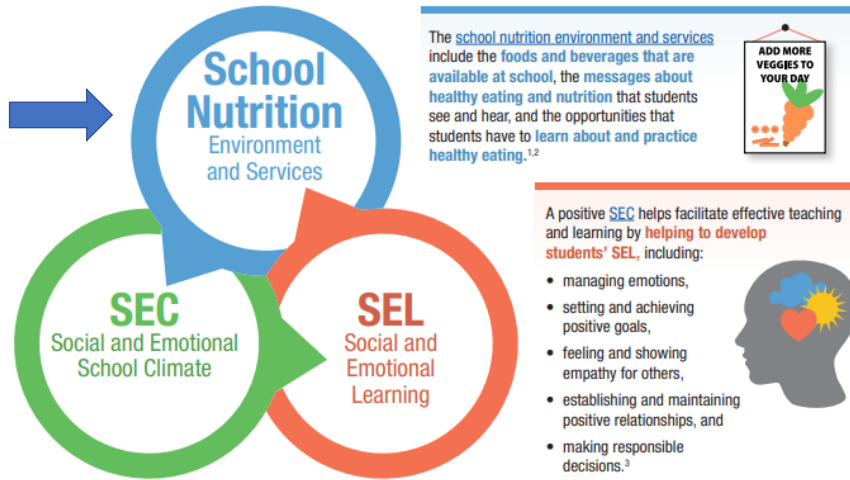 School
Nutrition
Environment
and Services
SEC
Social and Emotional
School Climate
SEL
Social and
Emotional
Learning
The school nutrition environment and services
include the foods and beverages that are
available at school, the messages about
healthy eating and nutrition that students
see and hear, and the opportunities that
students have to learn about and practice
healthy eating.¹,²
ADD MORE
VEGGIES TO
YOUR DAY
A positive SEC helps facilitate effective teaching
and learning by helping to develop
students’ SEL, including:
• managing emotions,
• setting and achieving
positive goals,
• feeling and showing
empathy for others,
• establishing and maintaining
positive relationships, and
• making responsible
decisions.³